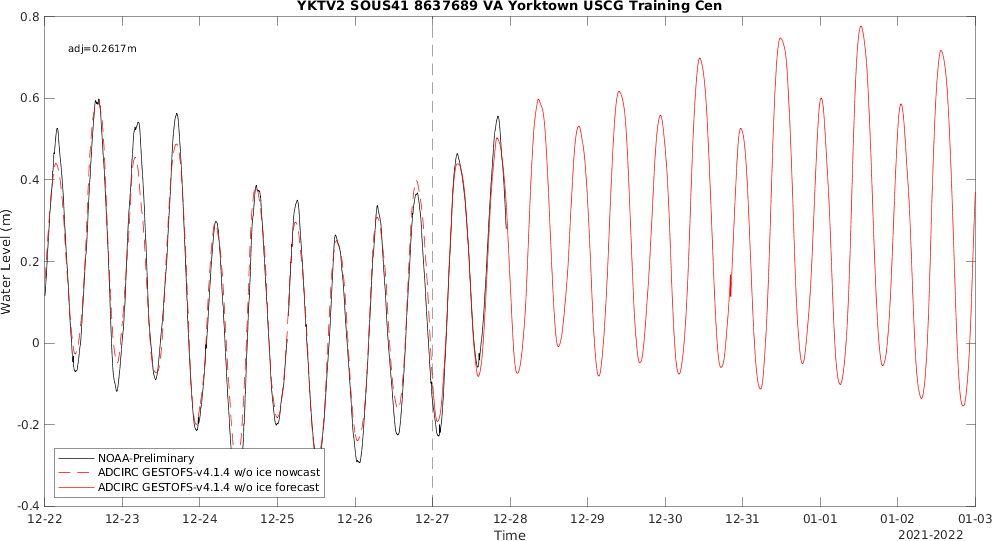 YKTV2 SOUS41 8637689 VA Yorktown USCG Training Cen
adj=0.2617m
0.8
0.6
0.4
0.2
0
-0.2
-0.4
Water Level (m)
NOAA-Preliminary
ADCIRC GESTOFS-v4.1.4 w/o ice nowcast
ADCIRC GESTOFS-v4.1.4 w/o ice forecast
12-22 12-23 12-24 12-25 12-26 12-27 12-28 12-29 12-30 12-31 01-01 01-02 01-03
Time
2021-2022